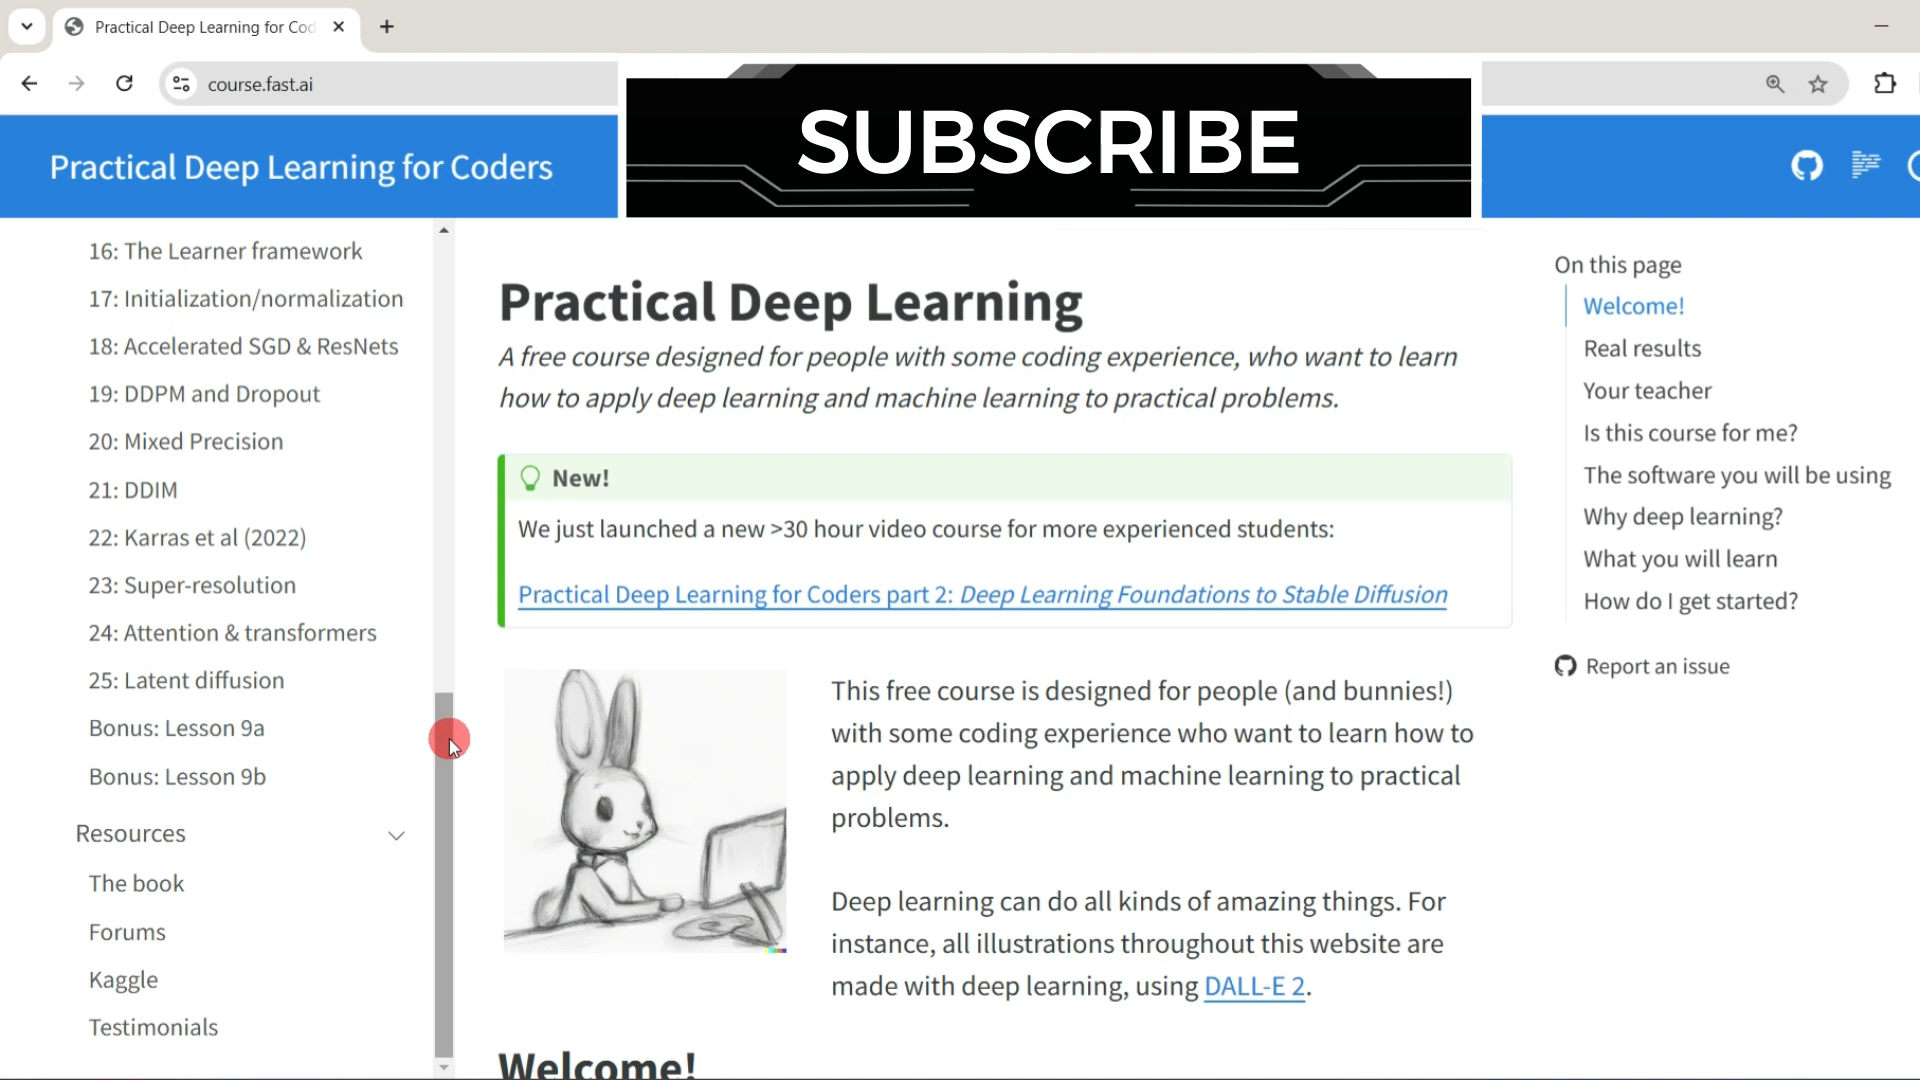 Practical Deep Learning for Cod
course.fast.ai
SUBSCRIBE
Practical Deep Learning for Coders
16: The Learner framework
17: Initialization/normalization
18: Accelerated SGD & ResNets
19: DDPM and Dropout
20: Mixed Precision
21: DDIM
22: Karras et al (2022)
23: Super-resolution
24: Attention & transformers
25: Latent diffusion
Bonus: Lesson 9a
Bonus: Lesson 9b
Resources
The book
Forums
Kaggle
Testimonials
Practical Deep Learning
A free course designed for people with some coding experience, who want to learn
how to apply deep learning and machine learning to practical problems.
New!
We just launched a new >30 hour video course for more experienced students:
Practical Deep Learning for Coders part 2: Deep Learning Foundations to Stable Diffusion
This free course is designed for people (and bunnies!)
with some coding experience who want to learn how to
apply deep learning and machine learning to practical
problems.
Deep learning can do all kinds of amazing things. For
instance, all illustrations throughout this website are
made with deep learning, using DALL-E 2.
Welcome!
On this page
Welcome!
Real results
Your teacher
Is this course for me?
The software you will be using
Why deep learning?
What you will learn
How do I get started?
Report an issue